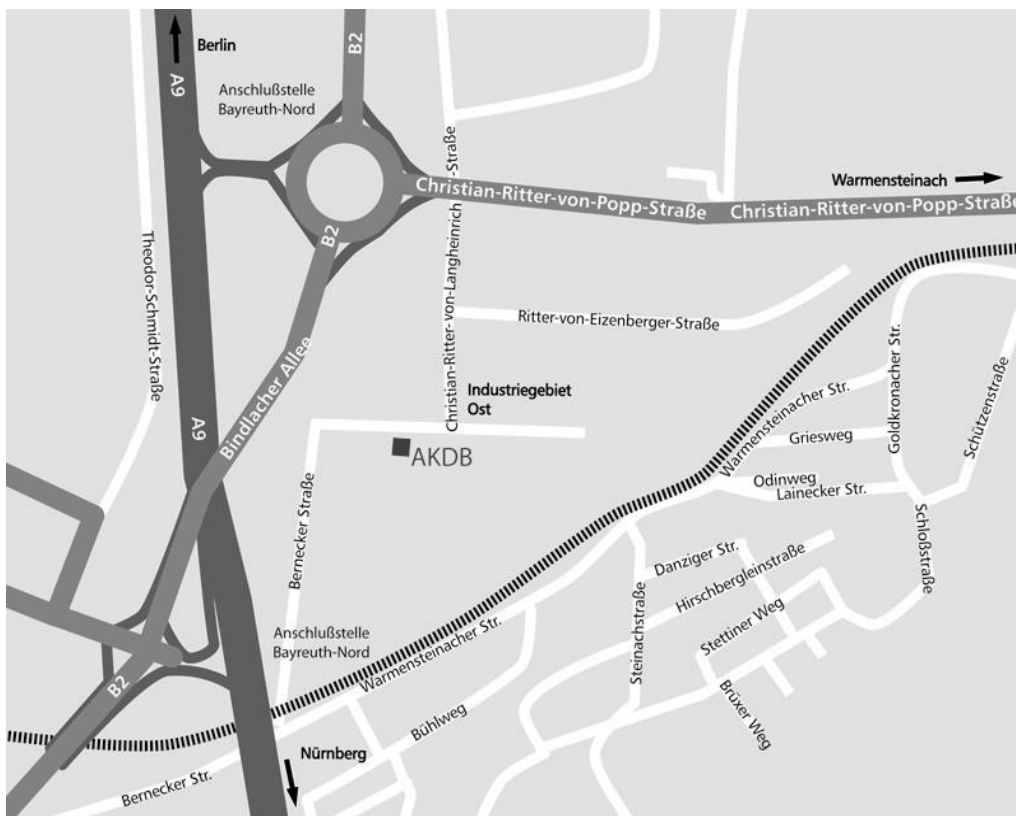 Berlin
A9
B2
Anschlußstelle
Bayreuth-Nord
Christian-Ritter-von-Langheinrich-Straße
Christian-Ritter-von-Popp-Straße
Christian-Ritter-von-Popp-Straße
Warmensteinach
B2
Theodor-Schmidt-Straße
Ritter-von-Eizenberger-Straße
Bindlacher Allee
A9
Industriegebiet
Ost
AKDB
Goldkronacher Str.
Schützenstraße
Warmensteinacher Str.
Griesweg
Odinweg
Lainecker Str.
Schloßstraße
Bernecker Straße
Danziger Str.
Hirschbergleinstraße
Stettiner Weg
Steinachstraße
Brüxer Weg
Anschlußstelle
Bayreuth-Nord
Warmensteinacher Str.
Bühlweg
B2
Nürnberg
Bernecker Str.